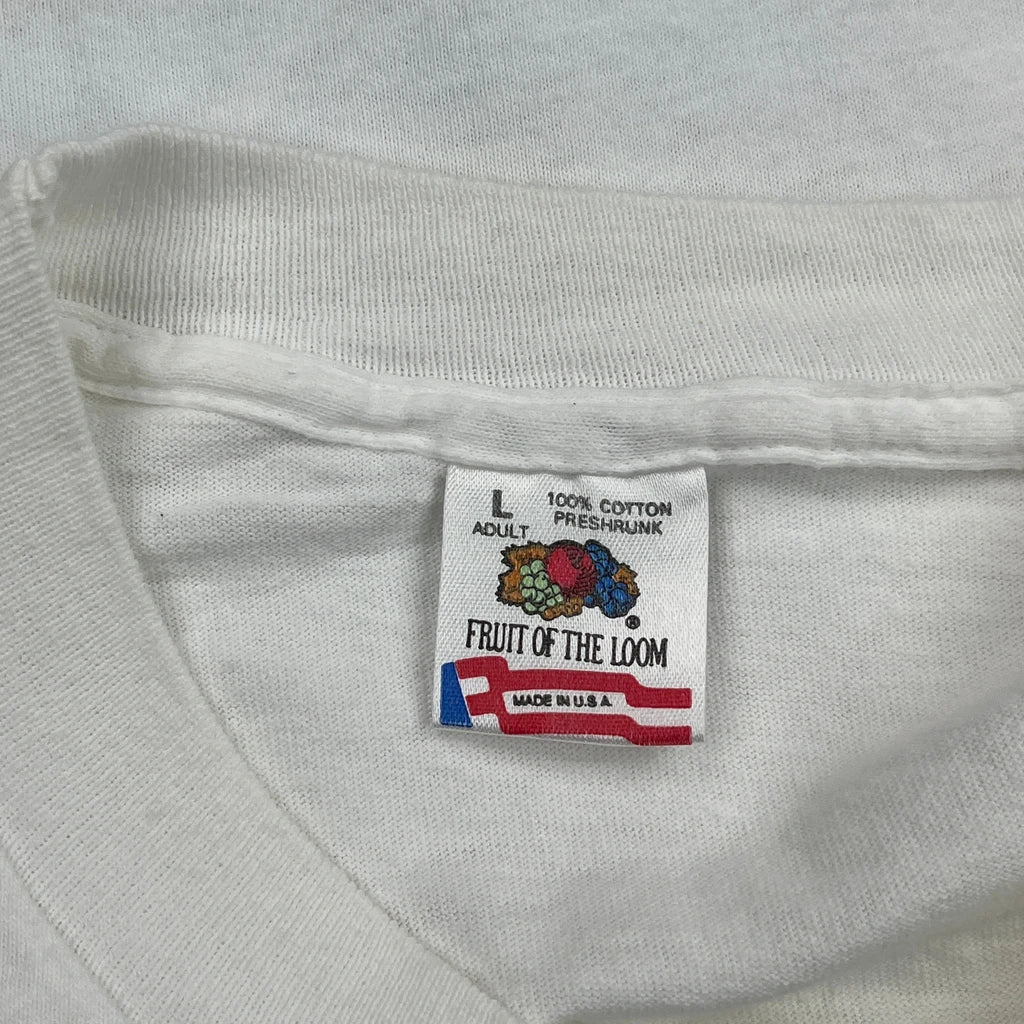 L
ADULT
100% COTTON
PRESHRUNK
®
FRUIT OF THE LOOM
MADE IN U.S.A.